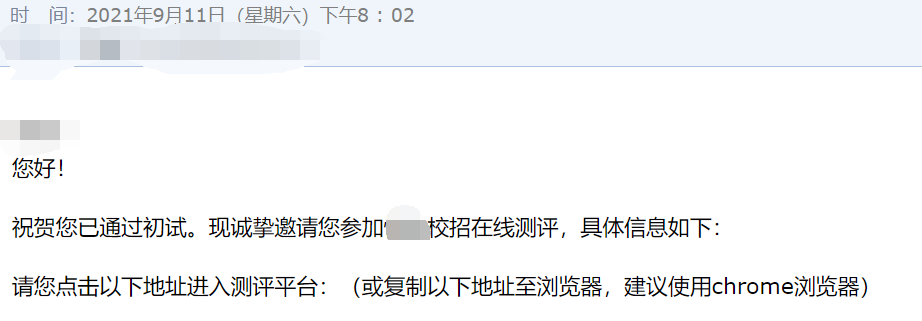 时 间：2021年9月11日（星期六）下午8：02
您好！
祝贺您已通过初试。现诚挚邀请您参加 校招在线测评，具体信息如下：
请您点击以下地址进入测评平台：（或复制以下地址至浏览器，建议使用chrome浏览器）